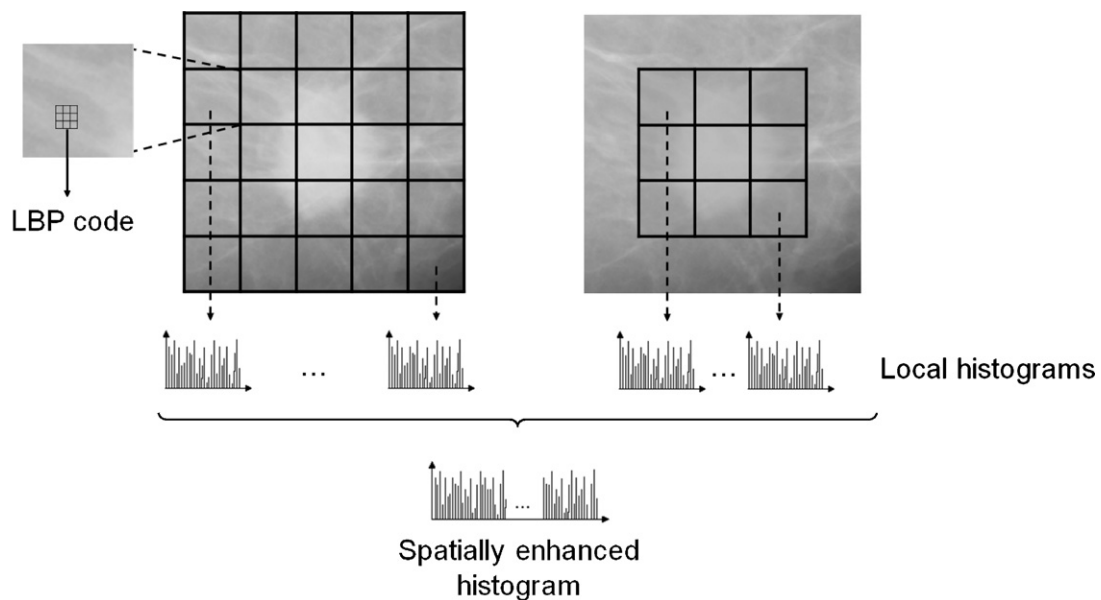 LBP code
...
...
Local histograms
...
Spatially enhanced
histogram